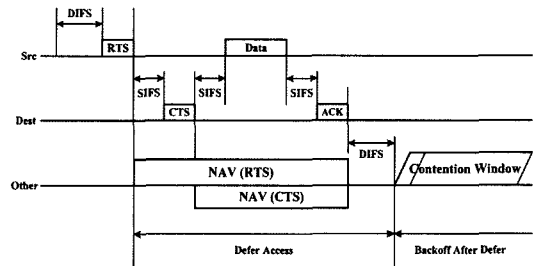 DIFS
RTS
Data
Src
SIFS
SIFS
SIFS
CTS
ACK
Dest
DIFS
NAV (RTS)
Contention Window
Other
NAV (CTS)
Defer Access
Backoff After Defer